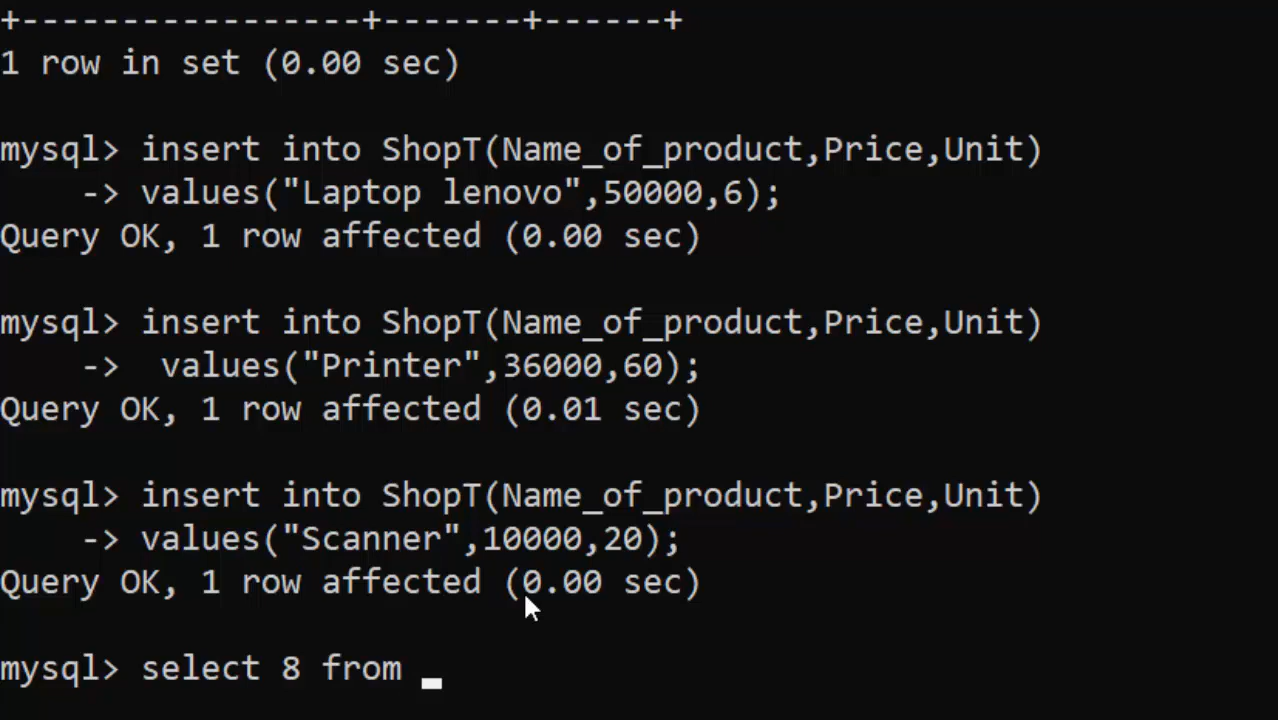 +-----------------+-------+------+
1 row in set (0.00 sec)
mysql> insert into ShopT(Name_of_product,Price,Unit)
    -> values("Laptop lenovo",50000,6);
Query OK, 1 row affected (0.00 sec)
mysql> insert into ShopT(Name_of_product,Price,Unit)
    ->  values("Printer",36000,60);
Query OK, 1 row affected (0.01 sec)
mysql> insert into ShopT(Name_of_product,Price,Unit)
    -> values("Scanner",10000,20);
Query OK, 1 row affected (0.00 sec)
mysql> select 8 from _